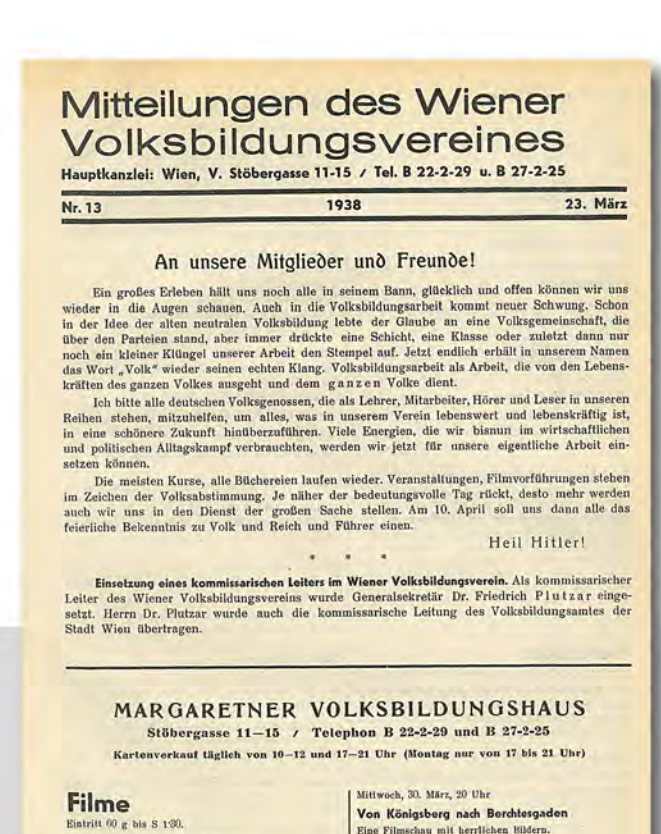 Mitteilungen des Wiener
Volksbildungsvereines
Hauptkanzlei: Wien, V. Stöbergasse 11-15 / Tel. B 22-2-29 u. B 27-2-25
Nr. 13 1938 23. März
An unsere Mitglieder und Freunde!
Ein großes Erleben hält uns noch alle in seinem Bann, glücklich und offen können wir uns
wieder in die Augen schauen. Auch in die Volksbildungsarbeit kommt neuer Schwung. Schon
in der Idee der alten neutralen Volksbildung lebte der Glaube an eine Volksgemeinschaft, die
über den Parteien stand, aber immer drückte eine Schicht, eine Klasse oder zuletzt dann nur
noch ein kleiner Klüngel unserer Arbeit den Stempel auf. Jetzt endlich erhält in unserem Namen
das Wort „Volk" wieder seinen echten Klang. Volksbildungsarbeit als Arbeit, die von den Lebens-
kräften des ganzen Volkes ausgeht und dem ganzen Volke dient.
Ich bitte alle deutschen Volksgenossen, die als Lehrer, Mitarbeiter, Hörer und Leser in unseren
Reihen stehen, mitzuhelfen, um alles, was in unserem Verein lebenswert und lebenskräftig ist,
in eine schönere Zukunft hinüberzuführen. Viele Energien, die wir bisnun im wirtschaftlichen
und politischen Alltagskampf verbrauchten, werden wir jetzt für unsere eigentliche Arbeit ein-
setzen können.
Die meisten Kurse, alle Büchereien laufen wieder. Veranstaltungen, Filmvorführungen stehen
im Zeichen der Volksabstimmung. Je näher der bedeutungsvolle Tag rückt, desto mehr werden
auch wir uns in den Dienst der großen Sache stellen. Am 10. April soll uns dann alle das
feierliche Bekenntnis zu Volk und Reich und Führer einen.
Heil Hitler!
* * *
Einsetzung eines kommissarischen Leiters im Wiener Volksbildungsverein. Als kommissarischer
Leiter des Wiener Volksbildungsvereins wurde Generalsekretär Dr. Friedrich Plutzar einge-
setzt. Herrn Dr. Plutzar wurde auch die kommissarische Leitung des Volksbildungsamtes der
Stadt Wien übertragen.
MARGARETNER VOLKSBILDUNGSHAUS
Stöbergasse 11—15 / Telephon B 22-2-29 und B 27-2-25
Kartenverkauf täglich von 10—12 und 17—21 Uhr (Montag nur von 17 bis 21 Uhr)
Filme
Eintritt 60 g bis S 1·30.
Mittwoch, 30. März, 20 Uhr
Von Königsberg nach Berchtesgaden
Eine Filmschau mit herrlichen Bildern.